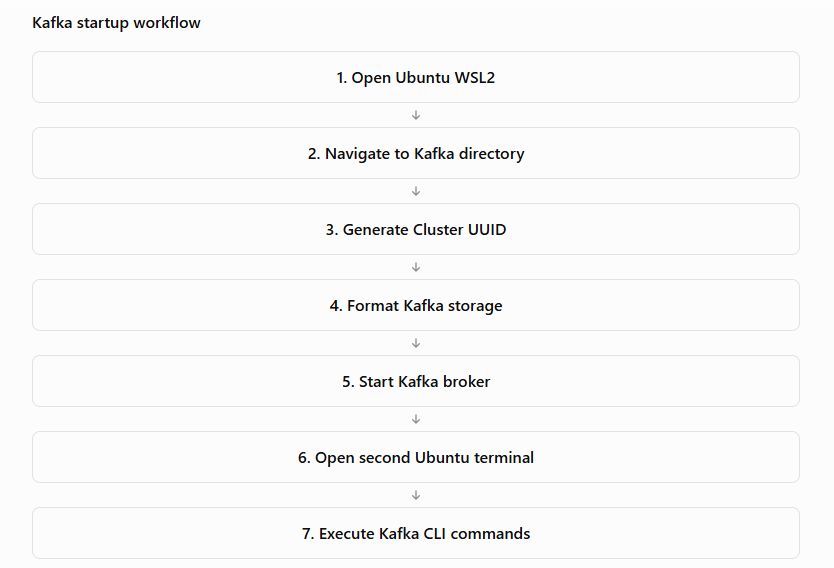 Kafka startup workflow
1. Open Ubuntu WSL2
2. Navigate to Kafka directory
3. Generate Cluster UUID
4. Format Kafka storage
5. Start Kafka broker
6. Open second Ubuntu terminal
7. Execute Kafka CLI commands